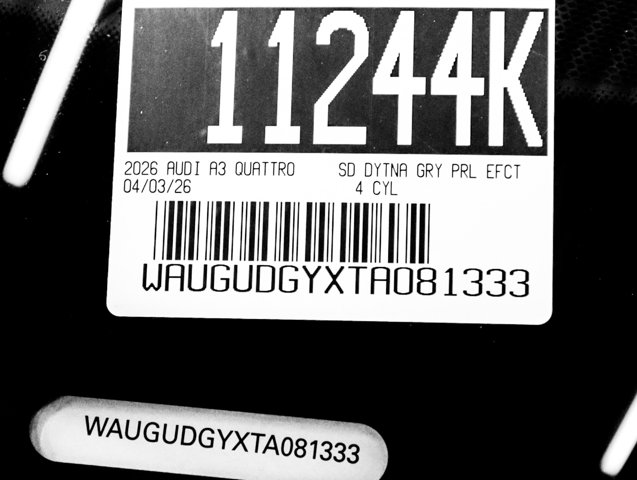 11244K
2026 AUDI A3 QUATTRO SD DYTNA GRY PRL EFCT
04/03/26 4 CYL
WAUGUDGYXTA081333
WAUGUDGYXTA081333